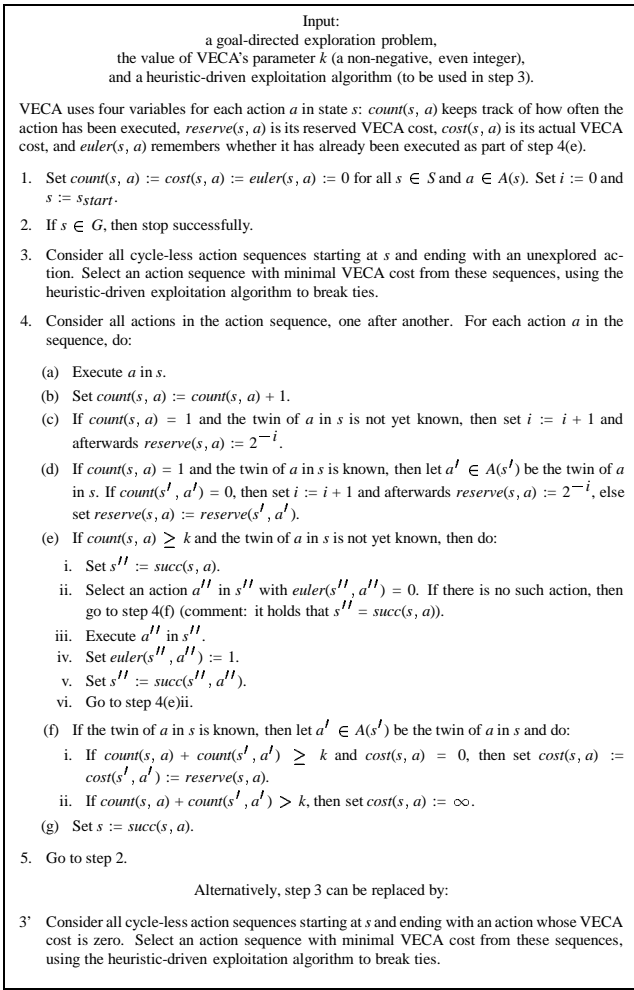 Input:
a goal-directed exploration problem,
the value of VECA's parameter k (a non-negative, even integer),
and a heuristic-driven exploitation algorithm (to be used in step 3).
VECA uses four variables for each action a in state s: count(s, a) keeps track of how often the
action has been executed, reserve(s, a) is its reserved VECA cost, cost(s, a) is its actual VECA
cost, and euler(s, a) remembers whether it has already been executed as part of step 4(e).
1. Set count(s, a) := cost(s, a) := euler(s, a) := 0 for all s ∈ S and a ∈ A(s). Set i := 0 and
s := sstart.
2. If s ∈ G, then stop successfully.
3. Consider all cycle-less action sequences starting at s and ending with an unexplored ac-
tion. Select an action sequence with minimal VECA cost from these sequences, using the
heuristic-driven exploitation algorithm to break ties.
4. Consider all actions in the action sequence, one after another. For each action a in the
sequence, do:
(a) Execute a in s.
(b) Set count(s, a) := count(s, a) + 1.
(c) If count(s, a) = 1 and the twin of a in s is not yet known, then set i := i + 1 and
afterwards reserve(s, a) := 2⁻ⁱ.
(d) If count(s, a) = 1 and the twin of a in s is known, then let a′ ∈ A(s′) be the twin of a
in s. If count(s′, a′) = 0, then set i := i + 1 and afterwards reserve(s, a) := 2⁻ⁱ, else
set reserve(s, a) := reserve(s′, a′).
(e) If count(s, a) ≥ k and the twin of a in s is not yet known, then do:
i. Set s′′ := succ(s, a).
ii. Select an action a′′ in s′′ with euler(s′′, a′′) = 0. If there is no such action, then
go to step 4(f) (comment: it holds that s′′ = succ(s, a)).
iii. Execute a′′ in s′′.
iv. Set euler(s′′, a′′) := 1.
v. Set s′′ := succ(s′′, a′′).
vi. Go to step 4(e)ii.
(f) If the twin of a in s is known, then let a′ ∈ A(s′) be the twin of a in s and do:
i. If count(s, a) + count(s′, a′) ≥ k and cost(s, a) = 0, then set cost(s, a) :=
cost(s′, a′) := reserve(s, a).
ii. If count(s, a) + count(s′, a′) > k, then set cost(s, a) := ∞.
(g) Set s := succ(s, a).
5. Go to step 2.
Alternatively, step 3 can be replaced by:
3' Consider all cycle-less action sequences starting at s and ending with an action whose VECA
cost is zero. Select an action sequence with minimal VECA cost from these sequences,
using the heuristic-driven exploitation algorithm to break ties.